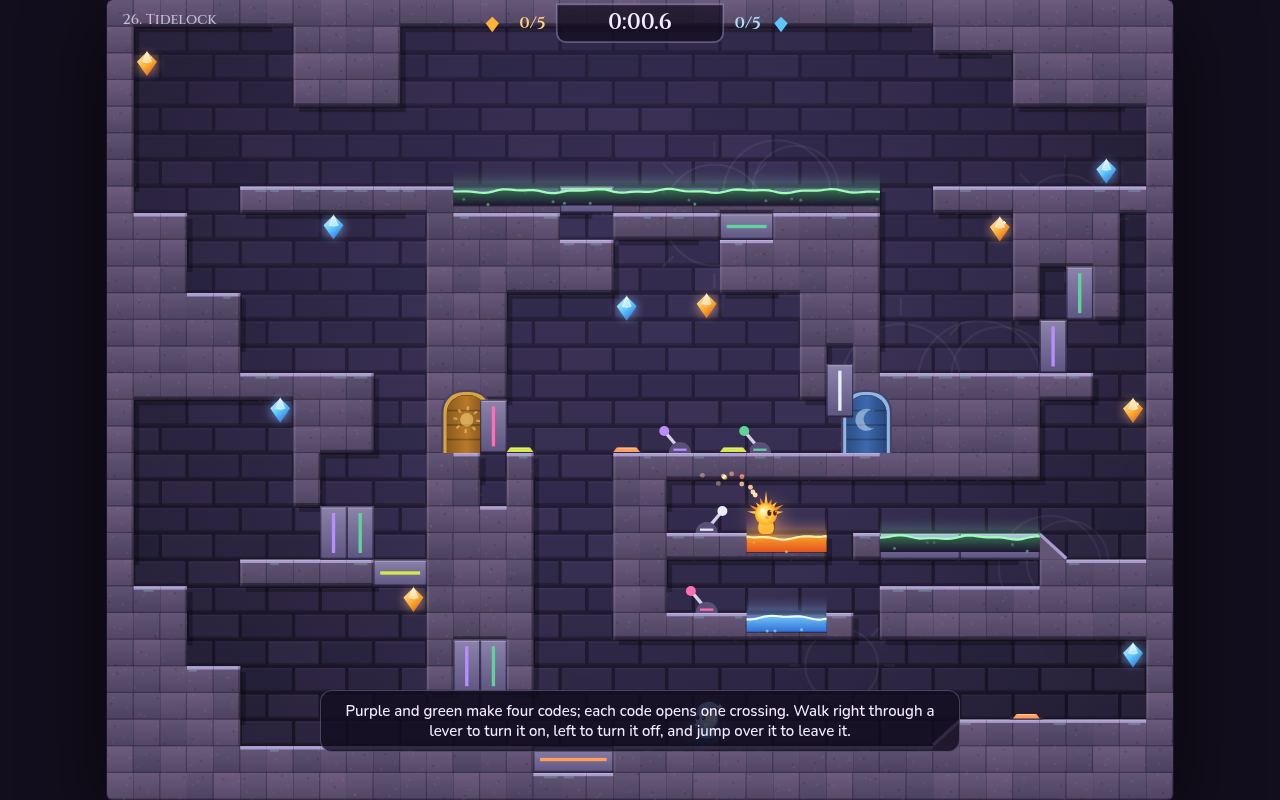 26. Tidelock
0/5
0:00.6
0/5
Purple and green make four codes; each code opens one crossing. Walk right through a
lever to turn it on, left to turn it off, and jump over it to leave it.